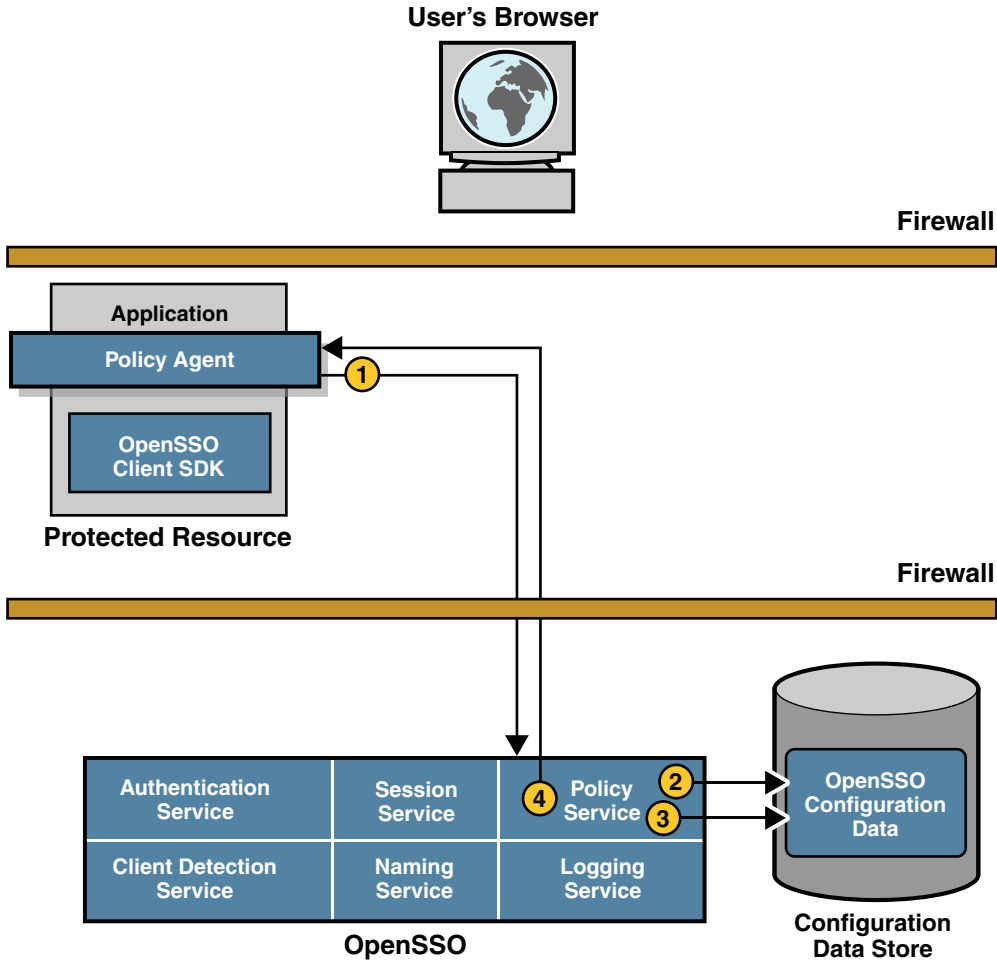 User's Browser
Firewall
Application
Policy Agent
1
OpenSSO
Client SDK
Protected Resource
Firewall
Authentication
Service
Session
Service
4
Policy
Service
2
3
OpenSSO
Configuration
Data
Client Detection
Service
Naming
Service
Logging
Service
OpenSSO
Configuration
Data Store